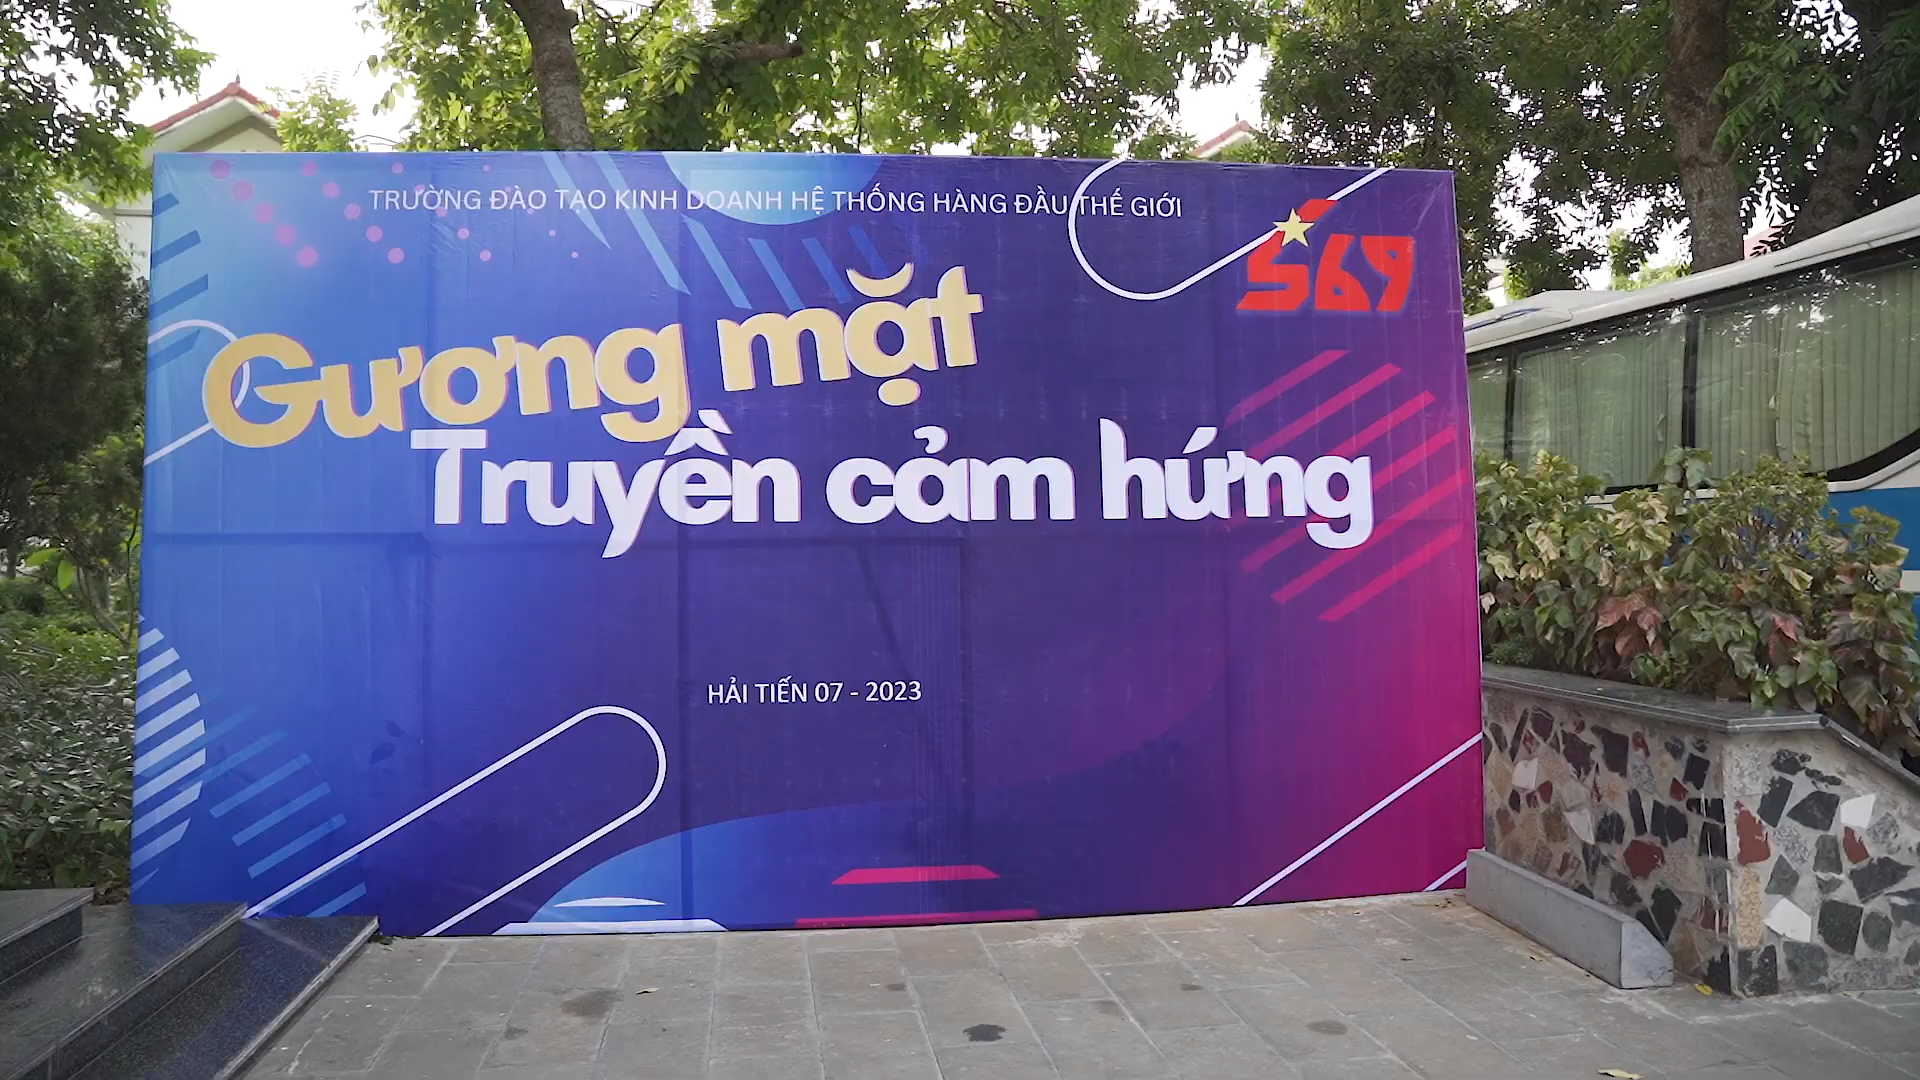 TRƯỜNG ĐÀO TẠO KINH DOANH HỆ THỐNG HÀNG ĐẦU THẾ GIỚI
569
Gương mặt
Truyền cảm hứng
HẢI TIẾN 07 - 2023